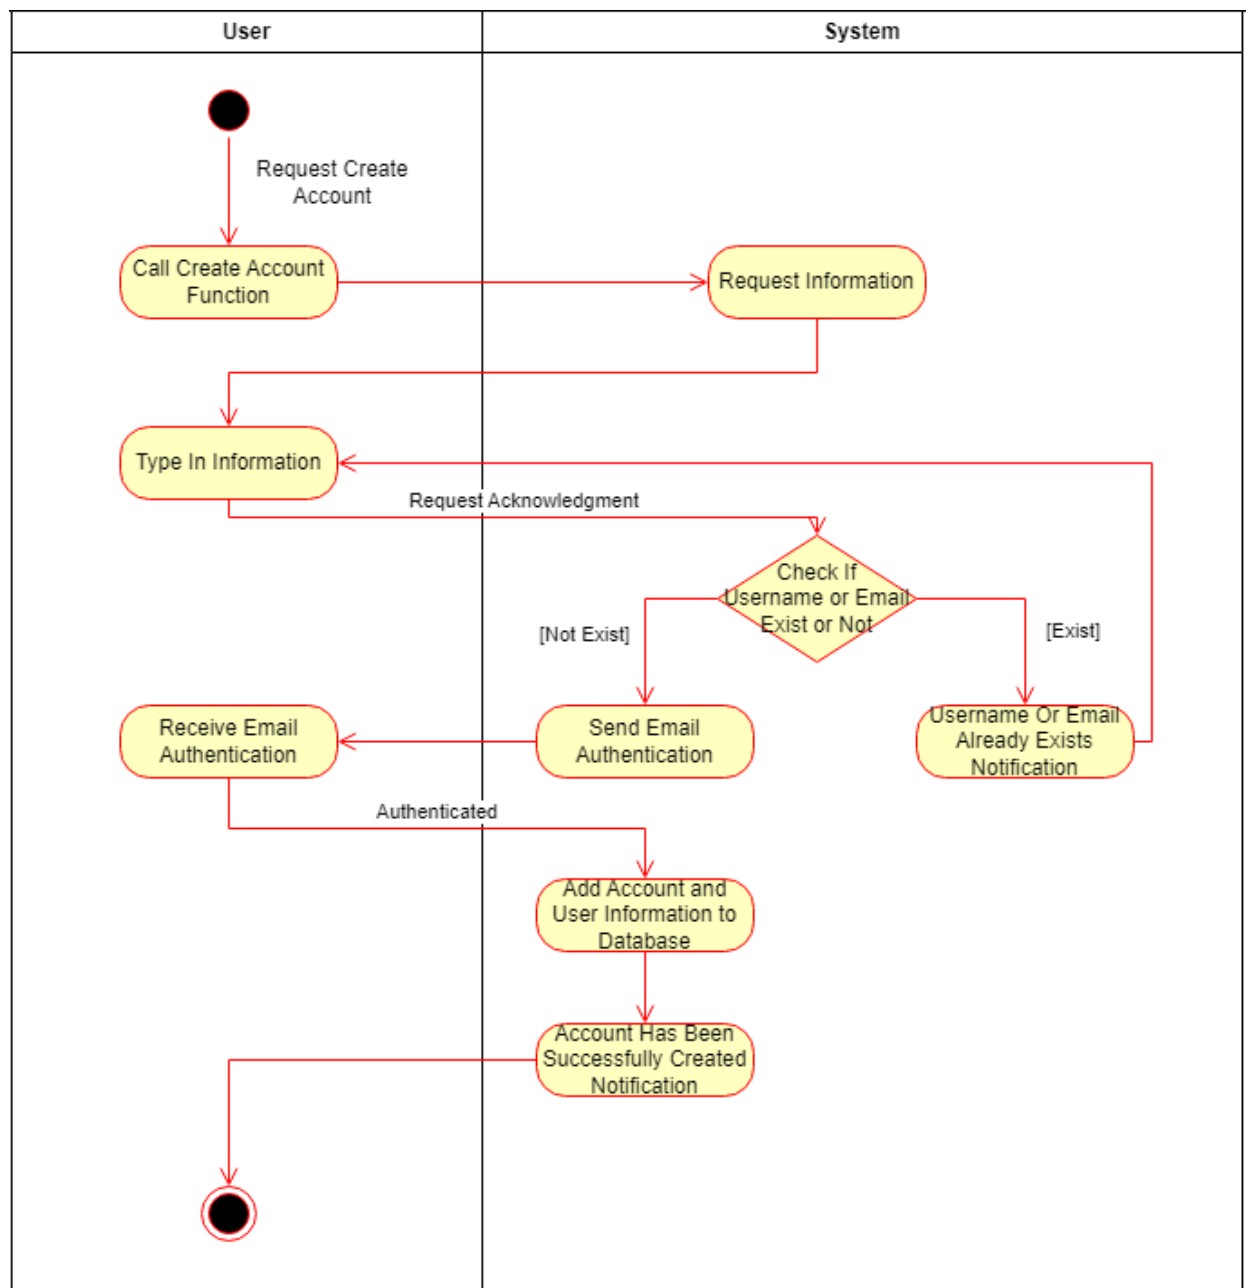 User
System
Request Create
Account
Call Create Account
Function
Request Information
Type In Information
Request Acknowledgment
Check If
Username or Email
Exist or Not
[Not Exist]
[Exist]
Receive Email
Authentication
Send Email
Authentication
Username Or Email
Already Exists
Notification
Authenticated
Add Account and
User Information to
Database
Account Has Been
Successfully Created
Notification